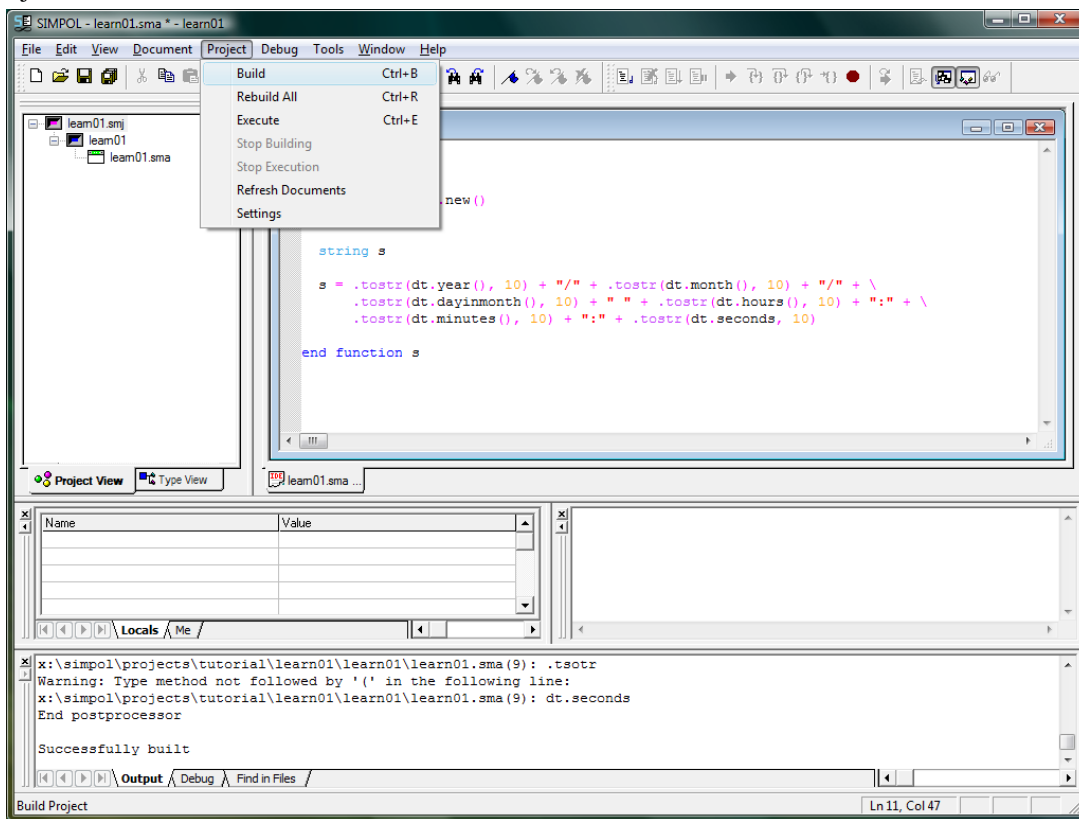 SIMPOL - learn01.sma * - learn01
File Edit View Document Project Debug Tools Window Help
Build Ctrl+B
Rebuild All Ctrl+R
Execute Ctrl+E
Stop Building
Stop Execution
Refresh Documents
Settings
learn01.smj
learn01
learn01.sma
.new()
string s
s = .tostr(dt.year(), 10) + "/" + .tostr(dt.month(), 10) + "/" + \
.tostr(dt.dayinmonth(), 10) + " " + .tostr(dt.hours(), 10) + ":" + \
.tostr(dt.minutes(), 10) + ":" + .tostr(dt.seconds, 10)
end function s
Project View Type View
learn01.sma ...
Name Value
Locals Me
x:\simpol\projects\tutorial\learn01\learn01\learn01.sma(9): .tsotr
Warning: Type method not followed by '(' in the following line:
x:\simpol\projects\tutorial\learn01\learn01\learn01.sma(9): dt.seconds
End postprocessor
Successfully built
Output Debug Find in Files
Build Project Ln 11, Col 47